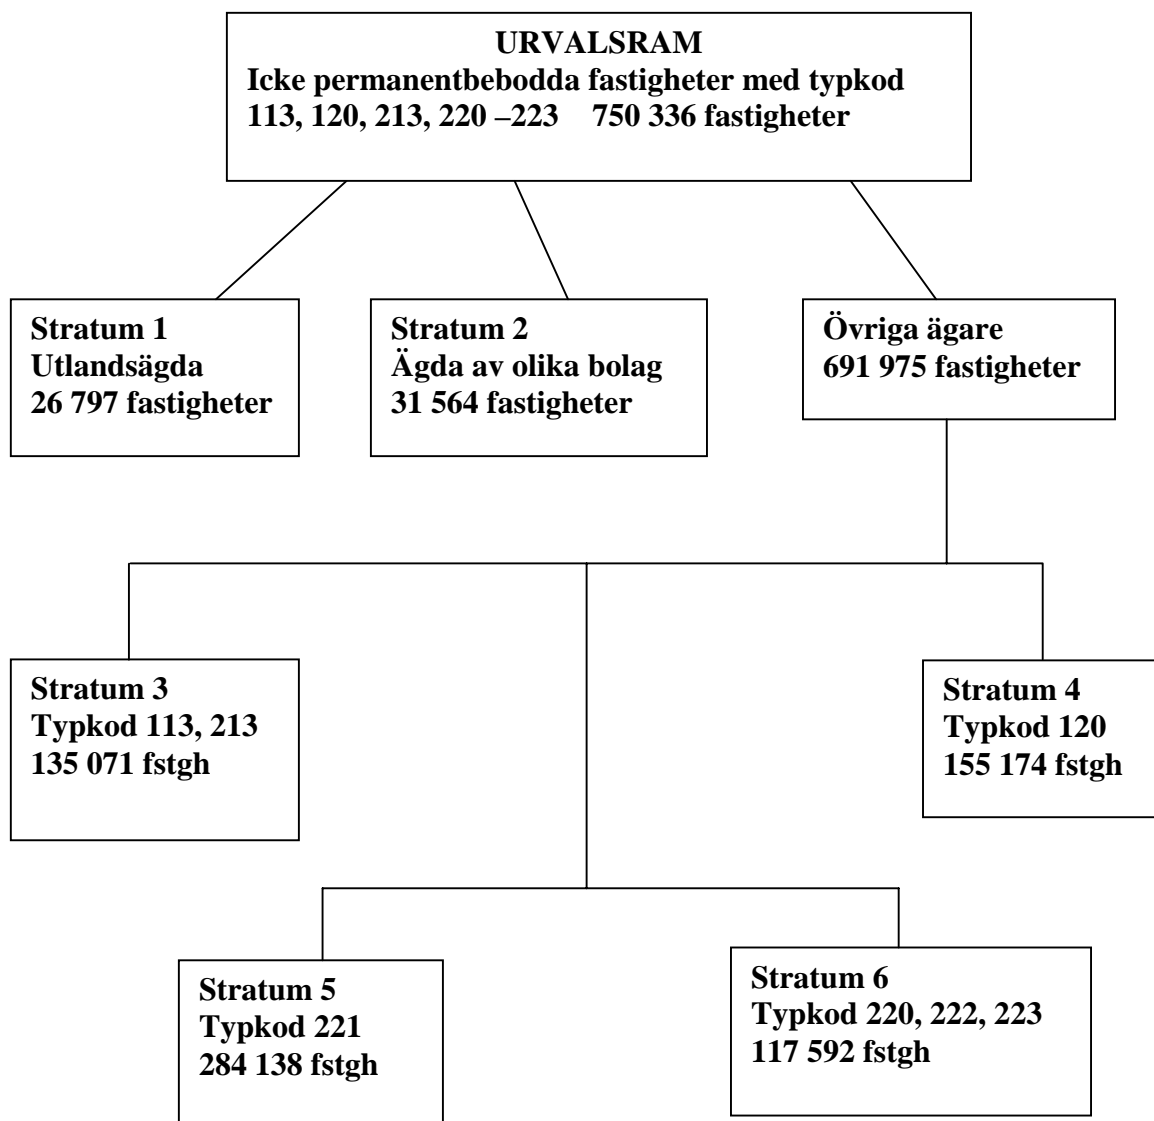 URVALSRAM
Icke permanentbebodda fastigheter med typkod
113, 120, 213, 220 –223 750 336 fastigheter
Stratum 1
Utlandsägda
26 797 fastigheter
Stratum 2
Ägda av olika bolag
31 564 fastigheter
Övriga ägare
691 975 fastigheter
Stratum 3
Typkod 113, 213
135 071 fstgh
Stratum 4
Typkod 120
155 174 fstgh
Stratum 5
Typkod 221
284 138 fstgh
Stratum 6
Typkod 220, 222, 223
117 592 fstgh